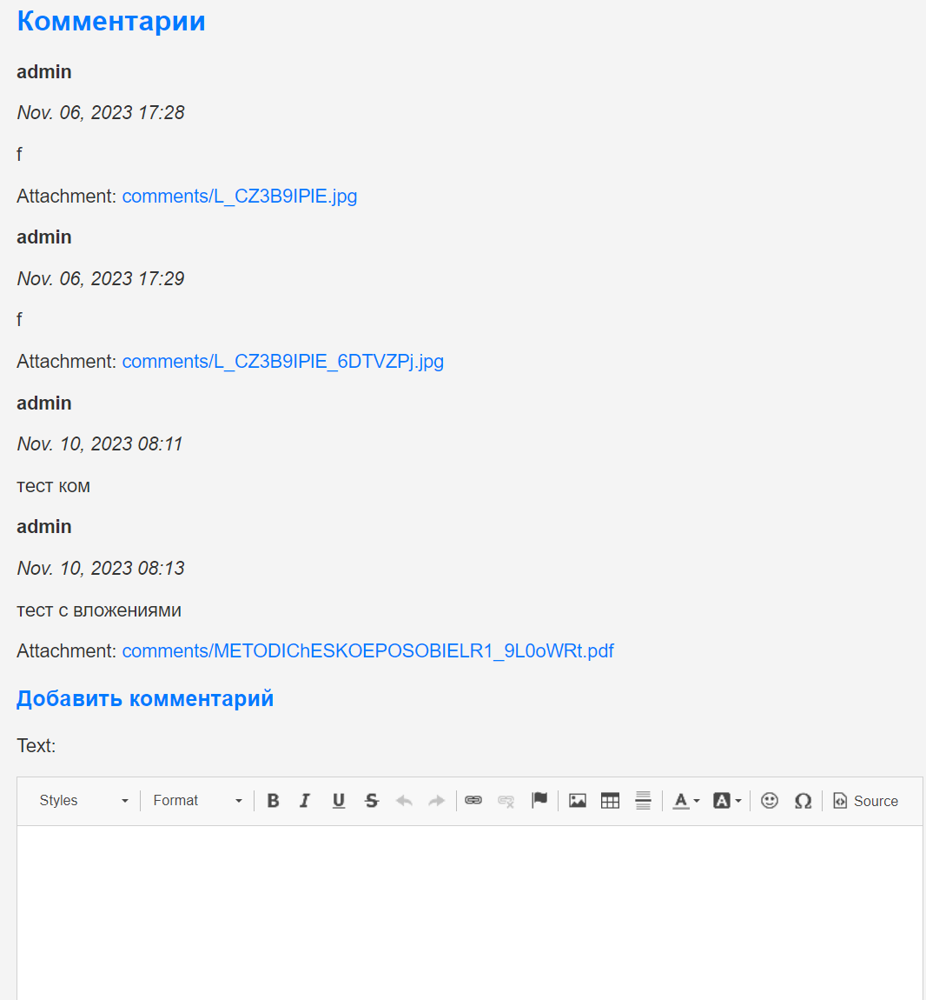 Комментарии
admin
Nov. 06, 2023 17:28
f
Attachment: comments/L_CZ3B9IPlE.jpg
admin
Nov. 06, 2023 17:29
f
Attachment: comments/L_CZ3B9IPlE_6DTVZPj.jpg
admin
Nov. 10, 2023 08:11
тест ком
admin
Nov. 10, 2023 08:13
тест с вложениями
Attachment: comments/METODIChESKOEPOSOBIELR1_9L0oWRt.pdf
Добавить комментарий
Text:
Styles Format B I U S A A Ω Source